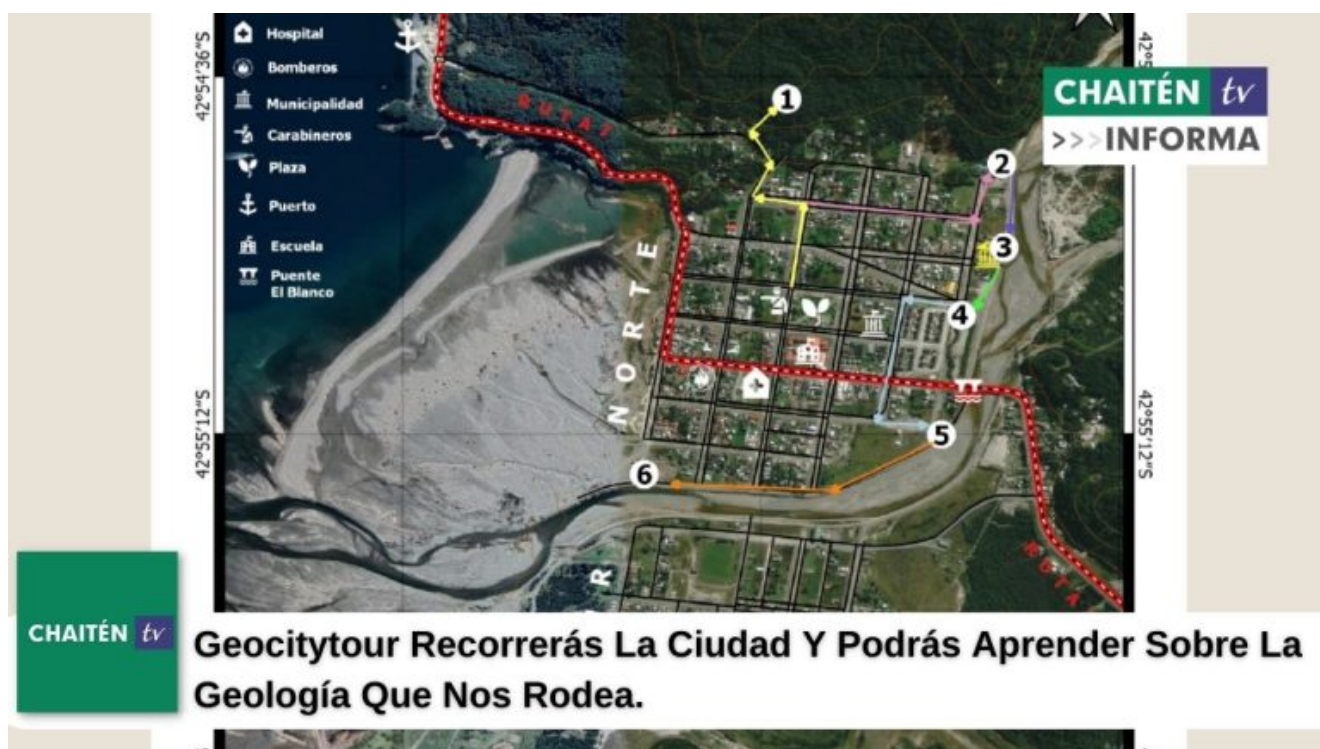 Hospital
Bomberos
Municipalidad
Carabineros
Plaza
Puerto
Escuela
Puente
El Blanco
42°54'36"S
42°55'12"S
RUTA 7
NORTE
1
2
3
4
5
6
42°55'12"S
CHAITÉN tv
>>>INFORMA
CHAITÉN tv
Geocitytour Recorrerás La Ciudad Y Podrás Aprender Sobre La
Geología Que Nos Rodea.